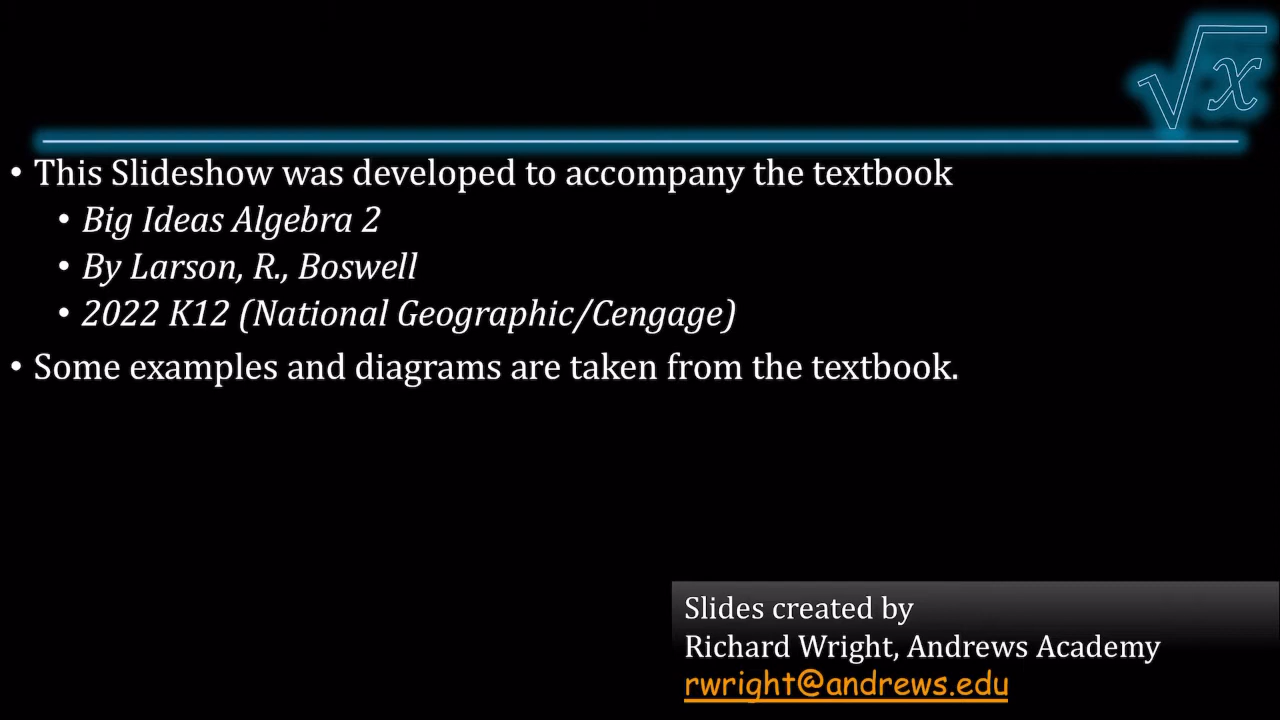 √x
• This Slideshow was developed to accompany the textbook
• Big Ideas Algebra 2
• By Larson, R., Boswell
• 2022 K12 (National Geographic/Cengage)
• Some examples and diagrams are taken from the textbook.
Slides created by
Richard Wright, Andrews Academy
rwright@andrews.edu